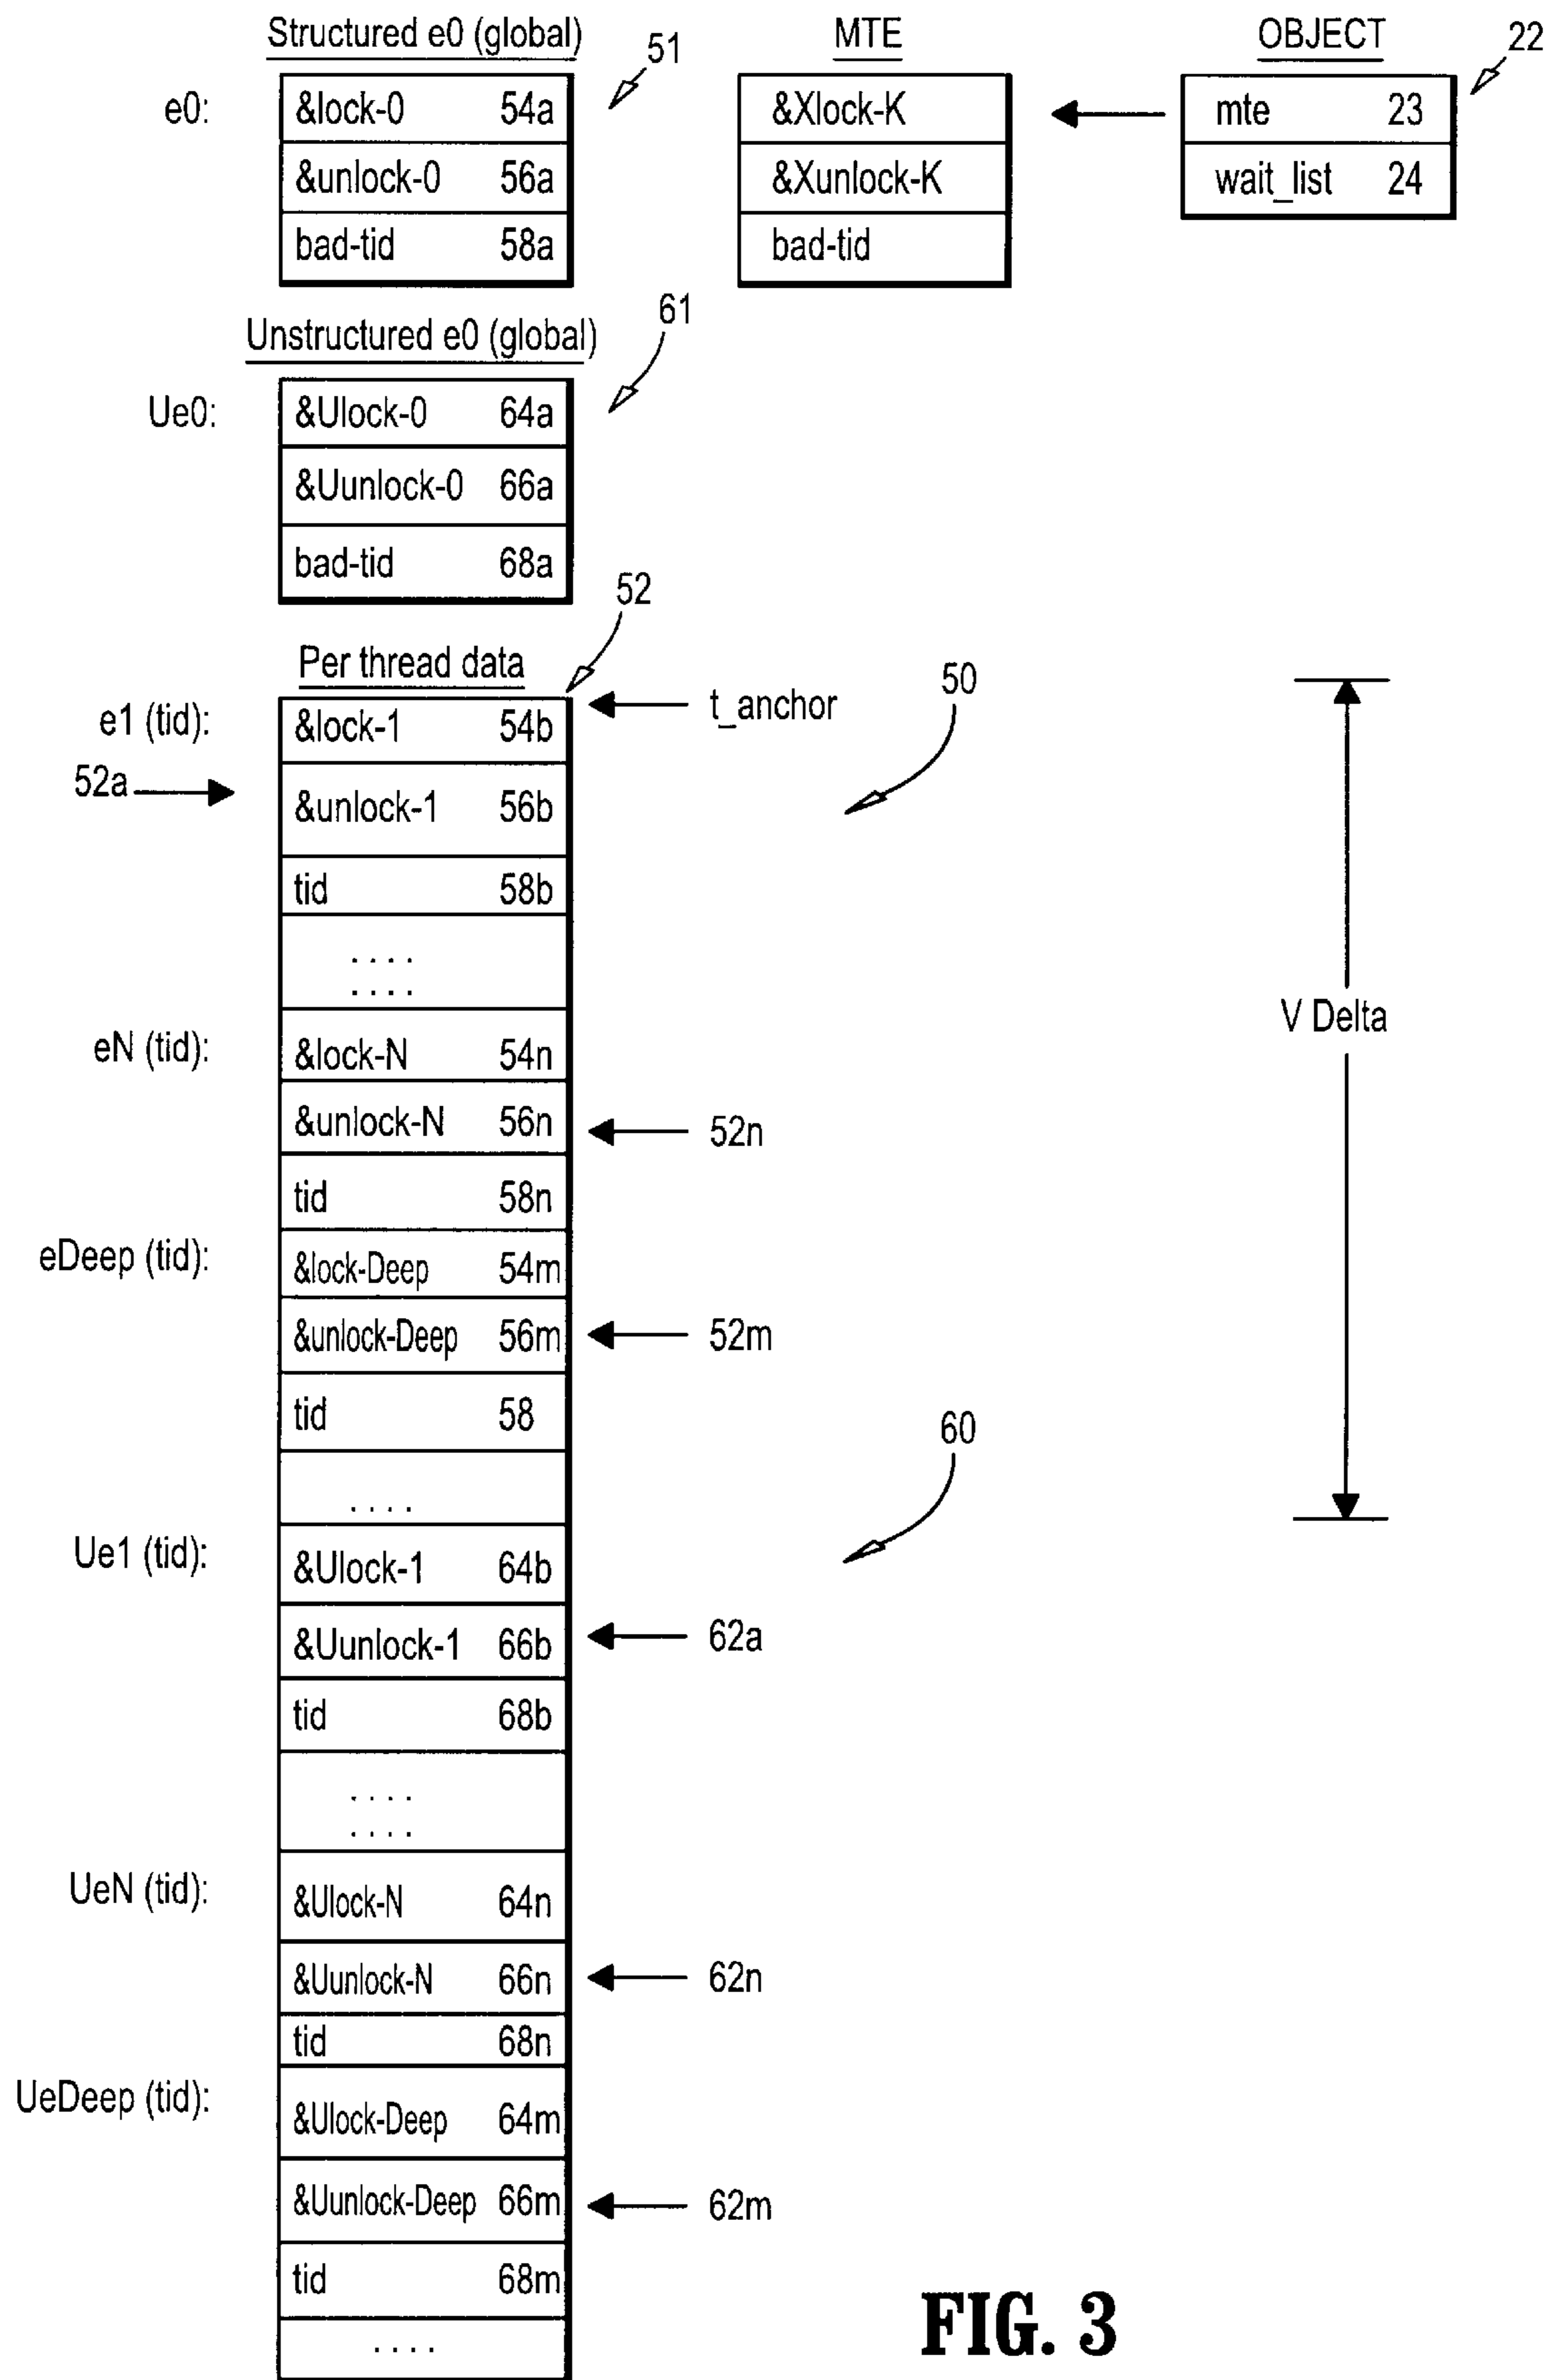 Structured e0 (global)
51
MTE
OBJECT
22
e0:
&lock-0 54a
&Xlock-K
mte 23
&unlock-0 56a
&Xunlock-K
wait_list 24
bad-tid 58a
bad-tid
Unstructured e0 (global)
61
Ue0:
&Ulock-0 64a
&Uunlock-0 66a
bad-tid 68a
52
Per thread data
50
e1 (tid):
&lock-1 54b
t_anchor
52a
&unlock-1 56b
tid 58b
. . . .
. . . .
V Delta
eN (tid):
&lock-N 54n
&unlock-N 56n
52n
tid 58n
eDeep (tid):
&lock-Deep 54m
&unlock-Deep 56m
52m
tid 58
60
. . . .
Ue1 (tid):
&Ulock-1 64b
&Uunlock-1 66b
62a
tid 68b
. . . .
. . . .
UeN (tid):
&Ulock-N 64n
&Uunlock-N 66n
62n
tid 68n
UeDeep (tid):
&Ulock-Deep 64m
&Uunlock-Deep 66m
62m
tid 68m
. . . .
FIG. 3